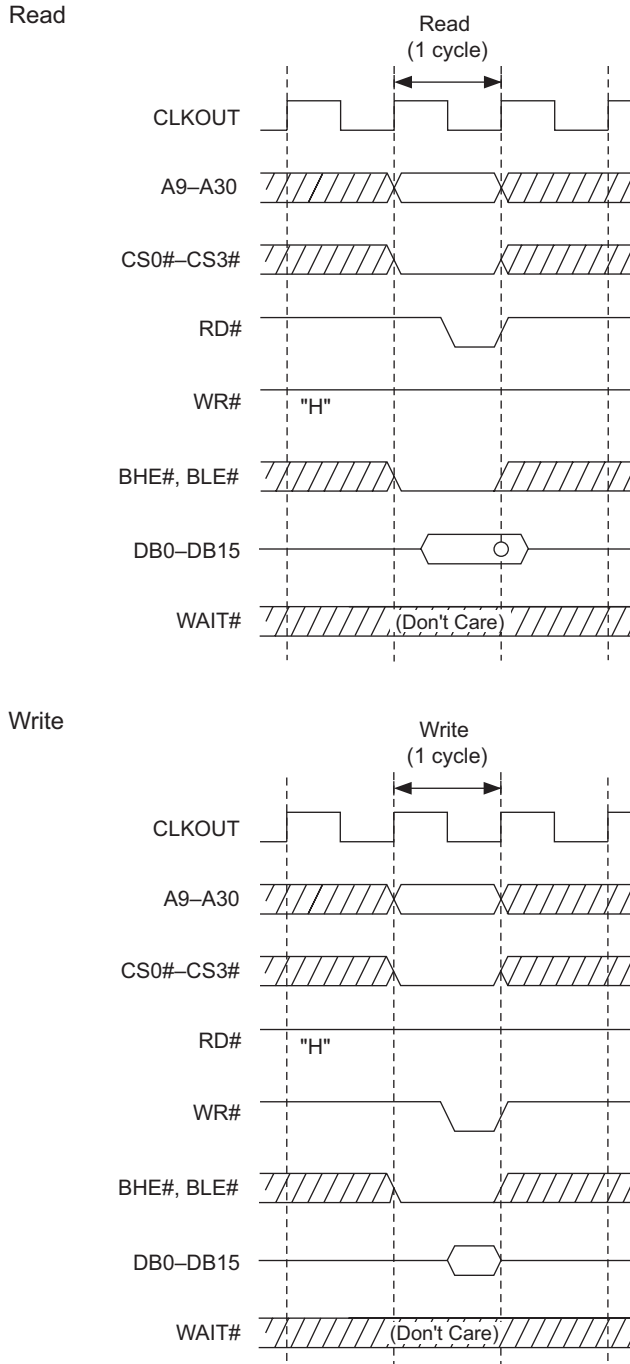 Read
Read
(1 cycle)
CLKOUT
A9–A30
CS0#–CS3#
RD#
WR#
"H"
BHE#, BLE#
DB0–DB15
WAIT#
(Don't Care)
Write
Write
(1 cycle)
CLKOUT
A9–A30
CS0#–CS3#
RD#
"H"
WR#
BHE#, BLE#
DB0–DB15
WAIT#
(Don't Care)